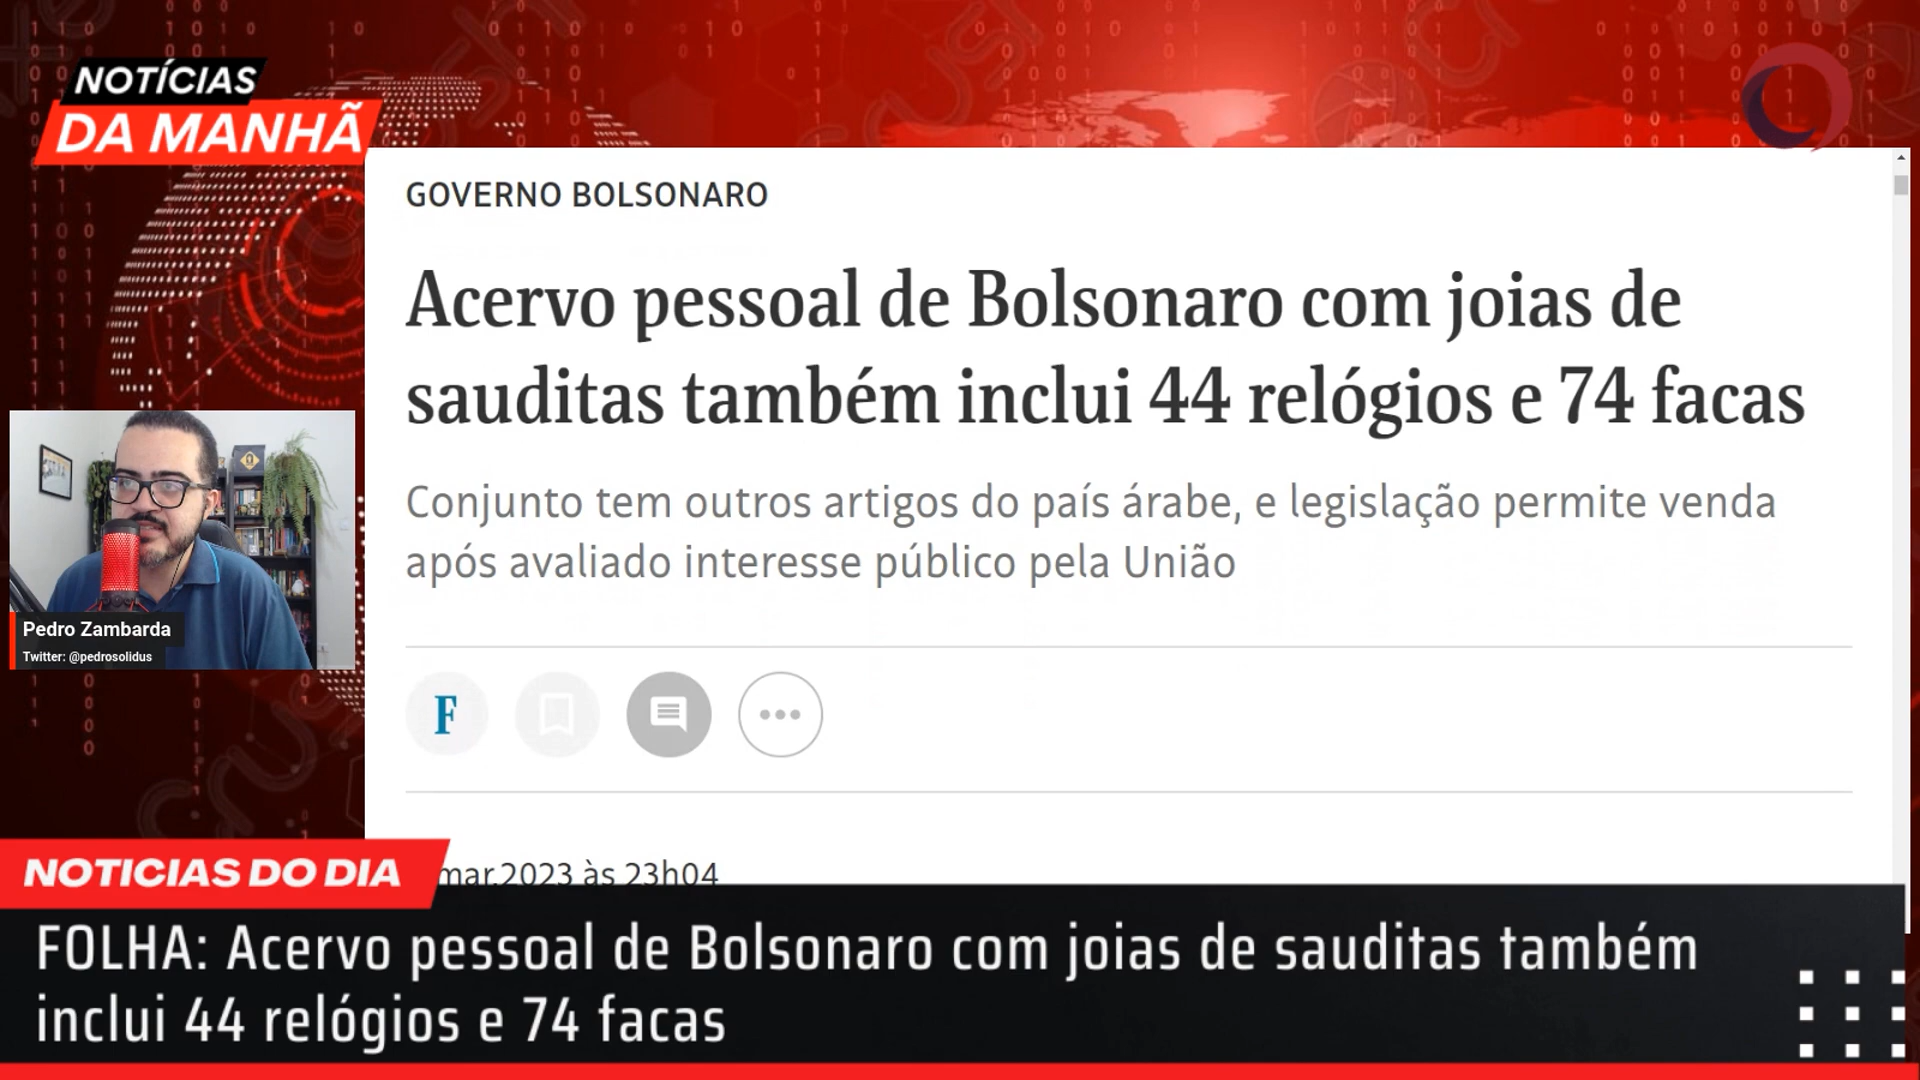 NOTÍCIAS
DA MANHÃ
GOVERNO BOLSONARO
Acervo pessoal de Bolsonaro com joias de
sauditas também inclui 44 relógios e 74 facas
Conjunto tem outros artigos do país árabe, e legislação permite venda
após avaliado interesse público pela União
Pedro Zambarda
Twitter: @pedrosolidus
F
mar.2023 às 23h04
NOTICIAS DO DIA
FOLHA: Acervo pessoal de Bolsonaro com joias de sauditas também
inclui 44 relógios e 74 facas